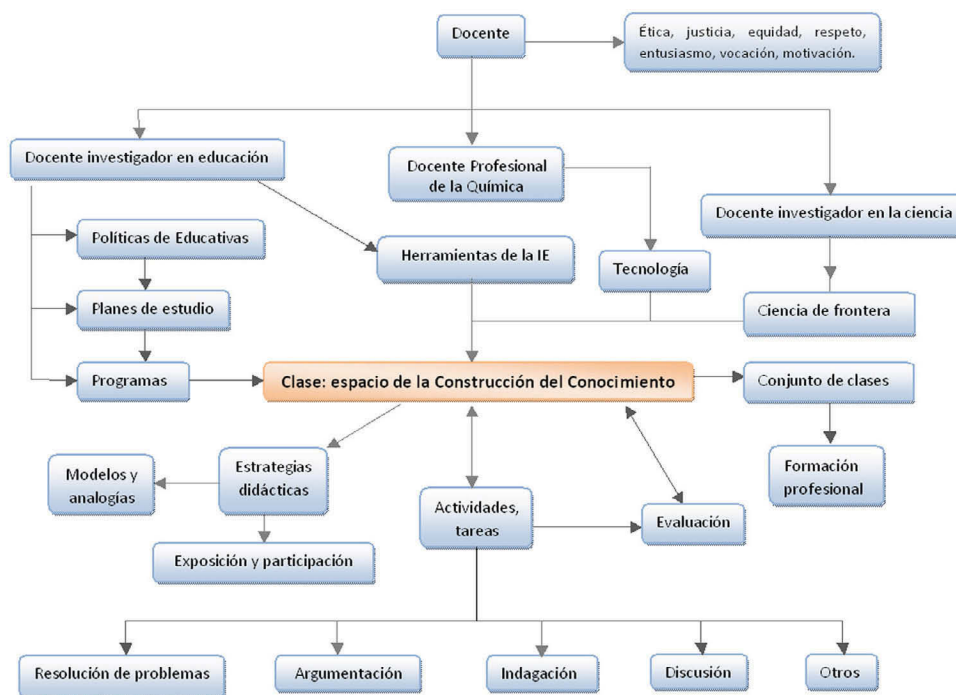 Docente
Ética, justicia, equidad, respeto,
entusiasmo, vocación, motivación.
Docente investigador en educación
Docente Profesional
de la Química
Docente investigador en la ciencia
Políticas de Educativas
Herramientas de la IE
Tecnología
Planes de estudio
Ciencia de frontera
Programas
Clase: espacio de la Construcción del Conocimiento
Conjunto de clases
Modelos y
analogías
Estrategias
didácticas
Formación
profesional
Actividades,
tareas
Evaluación
Exposición y participación
Resolución de problemas
Argumentación
Indagación
Discusión
Otros